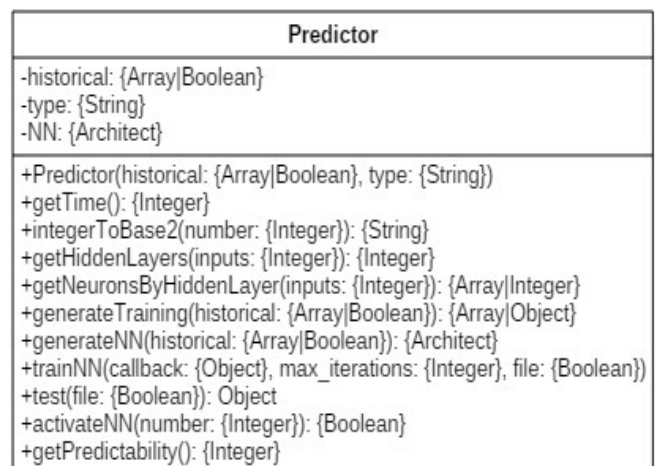 Predictor
-historical: {Array|Boolean}
-type: {String}
-NN: {Architect}
+Predictor(historical: {Array|Boolean}, type: {String})
+getTime(): {Integer}
+integerToBase2(number: {Integer}): {String}
+getHiddenLayers(inputs: {Integer}): {Integer}
+getNeuronsByHiddenLayer(inputs: {Integer}): {Array|Integer}
+generateTraining(historical: {Array|Boolean}): {Array|Object}
+generateNN(historical: {Array|Boolean}): {Architect}
+trainNN(callback: {Object}, max_iterations: {Integer}, file: {Boolean})
+test(file: {Boolean}): Object
+activateNN(number: {Integer}): {Boolean}
+getPredictability(): {Integer}